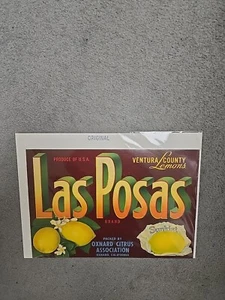 ORIGINAL
PRODUCE OF U.S.A.
VENTURA COUNTY
Lemons
Las Posas
BRAND
Sunkist
PACKED BY
OXNARD CITRUS
ASSOCIATION
OXNARD, CALIFORNIA